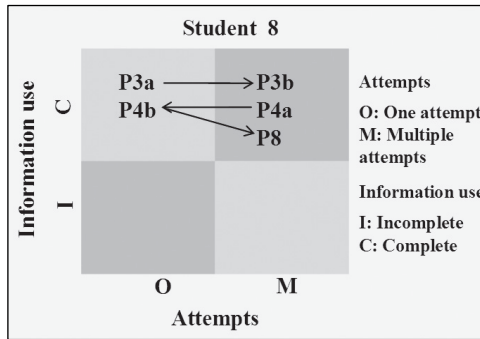 Student 8
Information use
C
I
P3a
P3b
P4b
P4a
P8
O
M
Attempts
Attempts
O: One attempt
M: Multiple
attempts
Information use
I: Incomplete
C: Complete